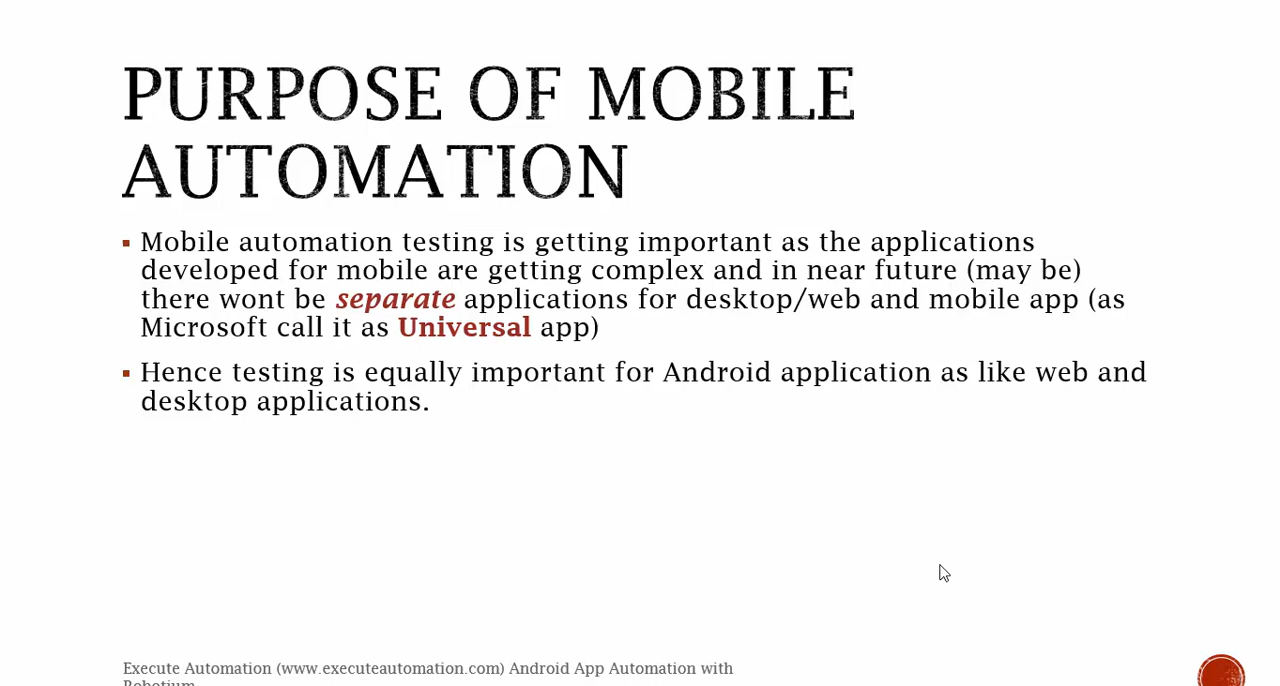 PURPOSE OF MOBILE
AUTOMATION
▪ Mobile automation testing is getting important as the applications
developed for mobile are getting complex and in near future (may be)
there wont be separate applications for desktop/web and mobile app (as
Microsoft call it as Universal app)
▪ Hence testing is equally important for Android application as like web and
desktop applications.
Execute Automation (www.executeautomation.com) Android App Automation with
Robotium